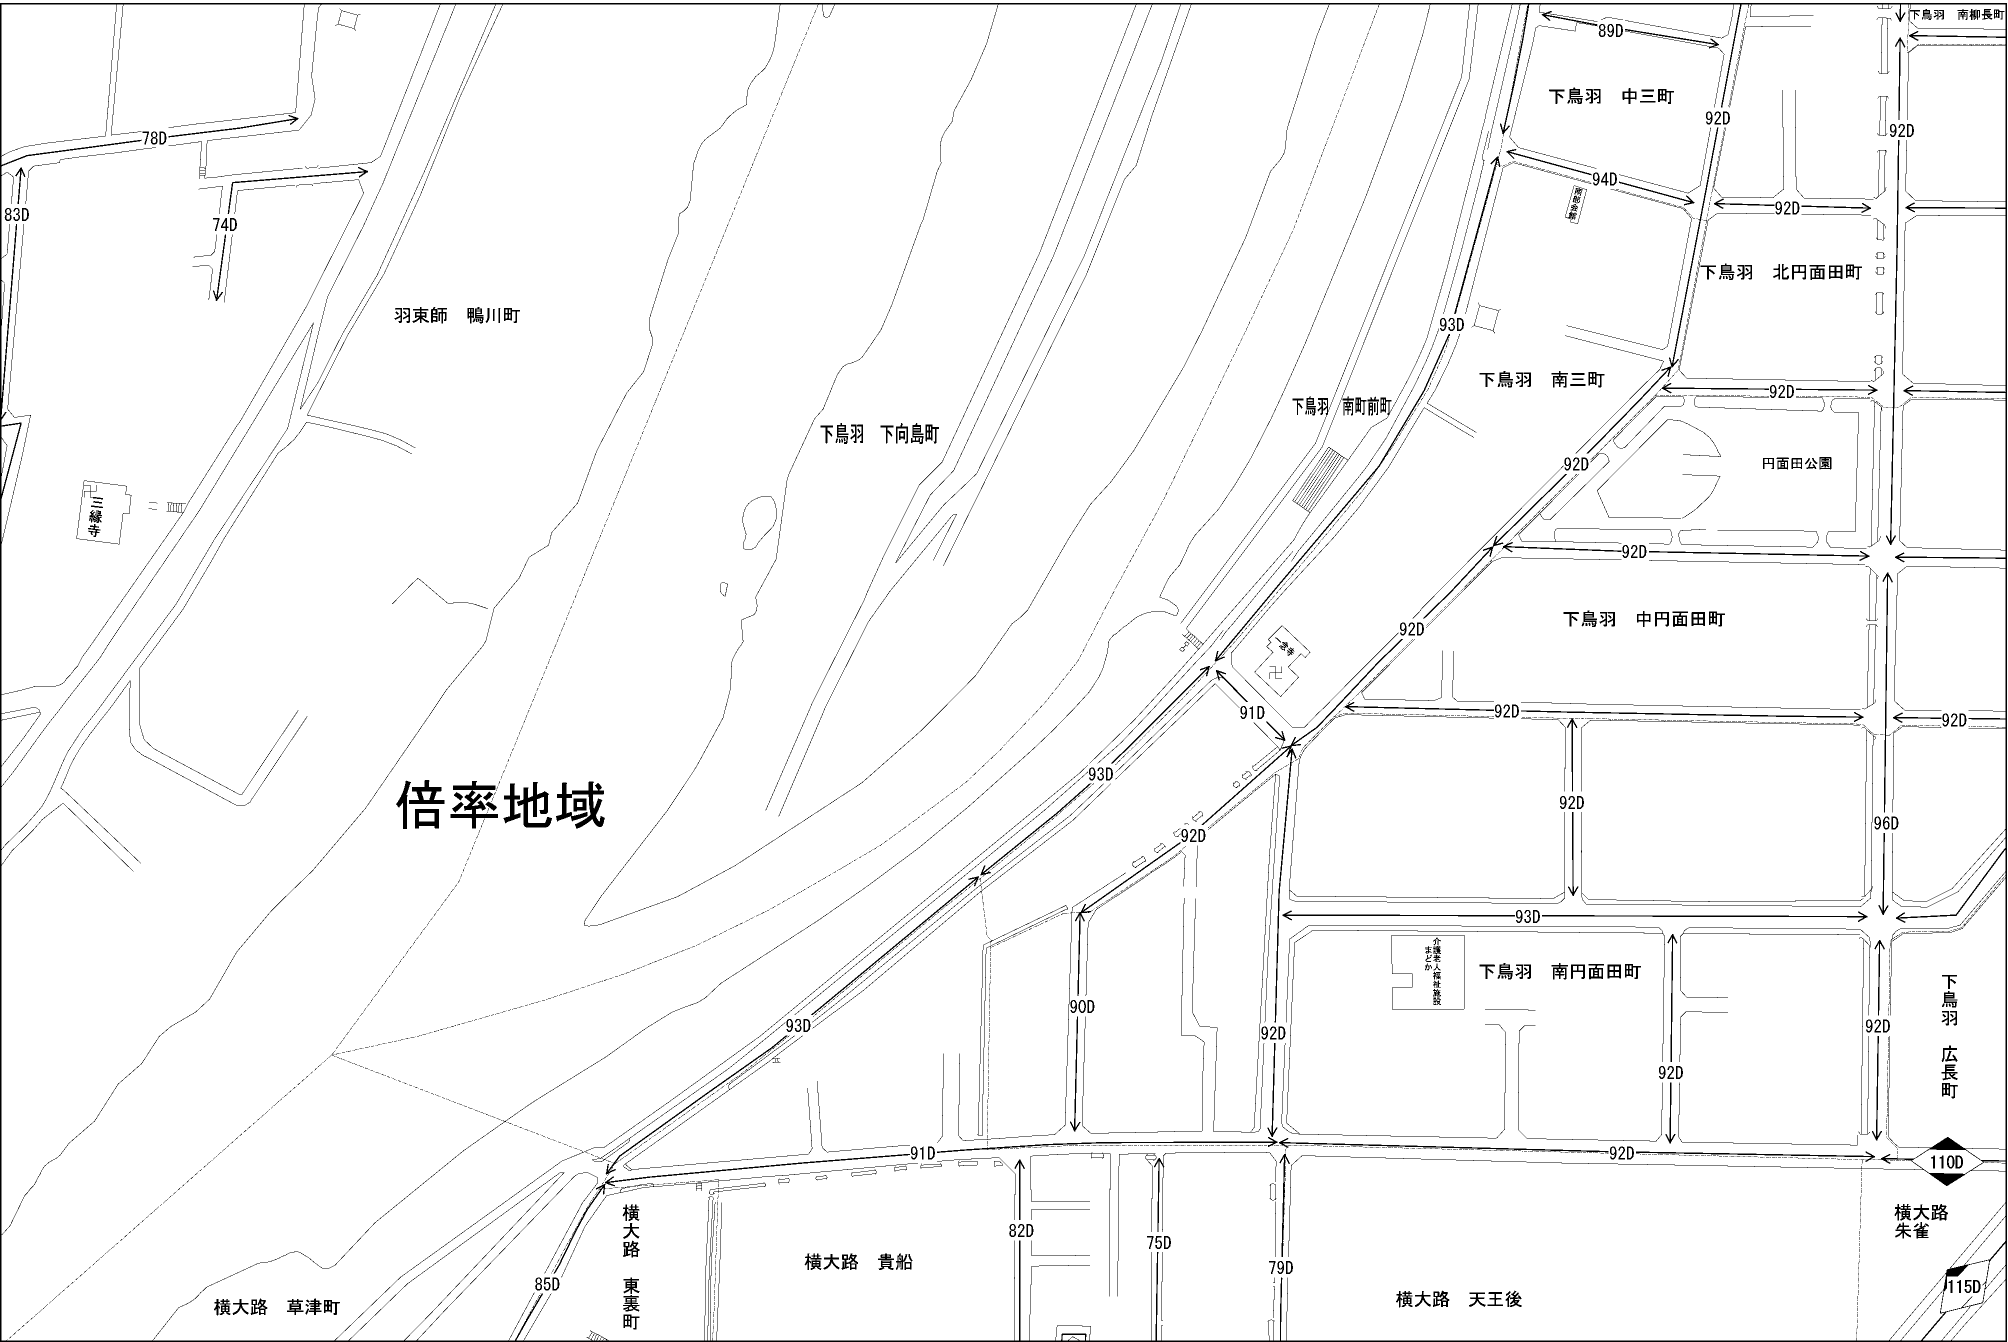 下鳥羽　南柳長町
89D
下鳥羽　中三町
92D
92D
78D
94D
南部会館
92D
83D
74D
下鳥羽　北円面田町
羽束師　鴨川町
93D
下鳥羽　南三町
92D
下鳥羽　南町前町
下鳥羽　下向島町
92D
円面田公園
三縁寺
92D
下鳥羽　中円面田町
92D
一念寺
91D
92D
92D
93D
倍率地域
92D
96D
92D
93D
介護老人福祉施設
まどか
下鳥羽　南円面田町
90D
93D
92D
92D
下鳥羽　広長町
92D
91D
92D
110D
横大路　東裏町
横大路
朱雀
82D
75D
横大路　貴船
79D
85D
115D
横大路　草津町
横大路　天王後